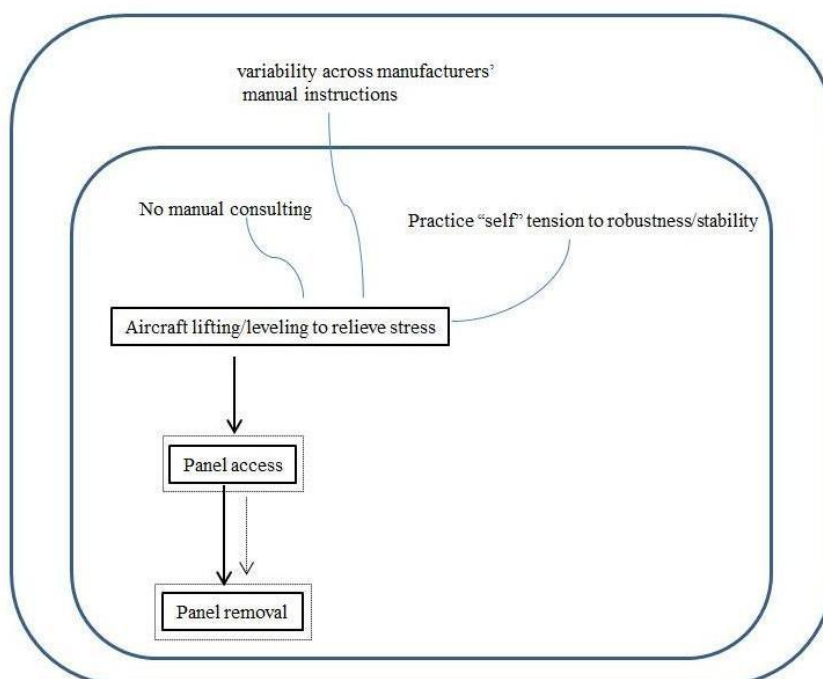 variability across manufacturers’
manual instructions
No manual consulting
Practice “self” tension to robustness/stability
Aircraft lifting/leveling to relieve stress
Panel access
Panel removal